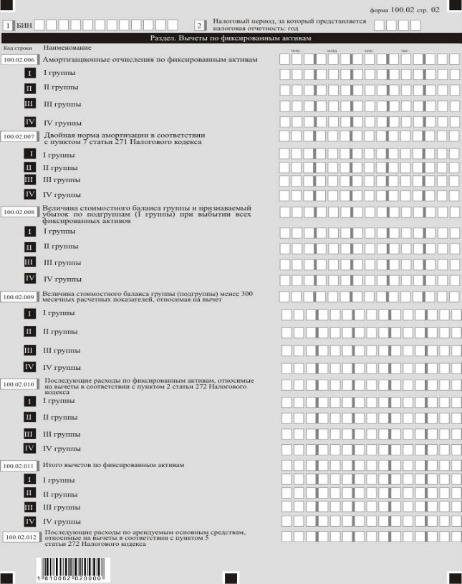 форма 100.02 стр. 02
1 БИН 2 Налоговый период, за который представляется
налоговая отчетность: год
Раздел. Вычеты по фиксированным активам
Код строки Наименование
100.02.006 Амортизационные отчисления по фиксированным активам
I I группы
II II группы
III III группы
IV IV группы
100.02.007 Двойная норма амортизации в соответствии
с пунктом 7 статьи 271 Налогового кодекса
I I группы
II II группы
III III группы
IV IV группы
100.02.008 Величина стоимостного баланса группы и признаваемый
убыток по подгруппам (I группы) при выбытии всех
фиксированных активов
I I группы
II II группы
III III группы
IV IV группы
100.02.009 Величина стоимостного баланса группы (подгруппы) менее 300
месячных расчетных показателей, относимая на вычет
I I группы
II II группы
III III группы
IV IV группы
100.02.010 Последующие расходы по фиксированным активам, относимые
на вычеты в соответствии с пунктом 2 статьи 272 Налогового
кодекса
I I группы
II II группы
III III группы
IV IV группы
100.02.011 Итого вычетов по фиксированным активам
I I группы
II II группы
III III группы
IV IV группы
100.02.012 Последующие расходы по арендуемым основным средствам,
относимые на вычеты в соответствии с пунктом 5
статьи 272 Налогового кодекса